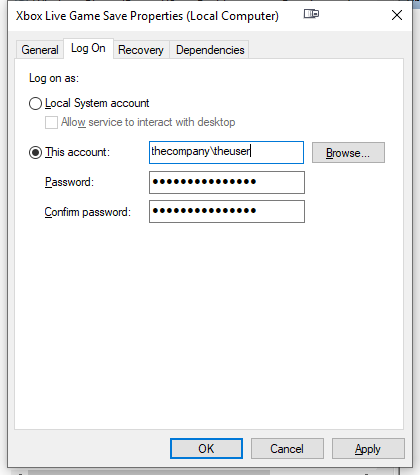 Xbox Live Game Save Properties (Local Computer)
General Log On Recovery Dependencies
Log on as:
Local System account
Allow service to interact with desktop
This account: thecompany\theuser Browse...
Password: •••••••••••••••
Confirm password: •••••••••••••••
OK Cancel Apply